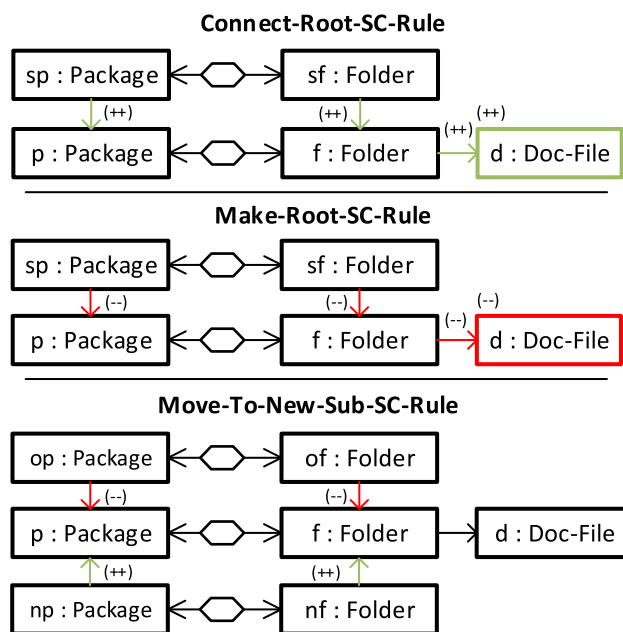 Connect-Root-SC-Rule
sp : Package sf : Folder
(++) (++) (++) (++)
p : Package f : Folder d : Doc-File
Make-Root-SC-Rule
sp : Package sf : Folder
(--) (--) (--) (--)
p : Package f : Folder d : Doc-File
Move-To-New-Sub-SC-Rule
op : Package of : Folder
(--) (--)
p : Package f : Folder d : Doc-File
(++) (++)
np : Package nf : Folder